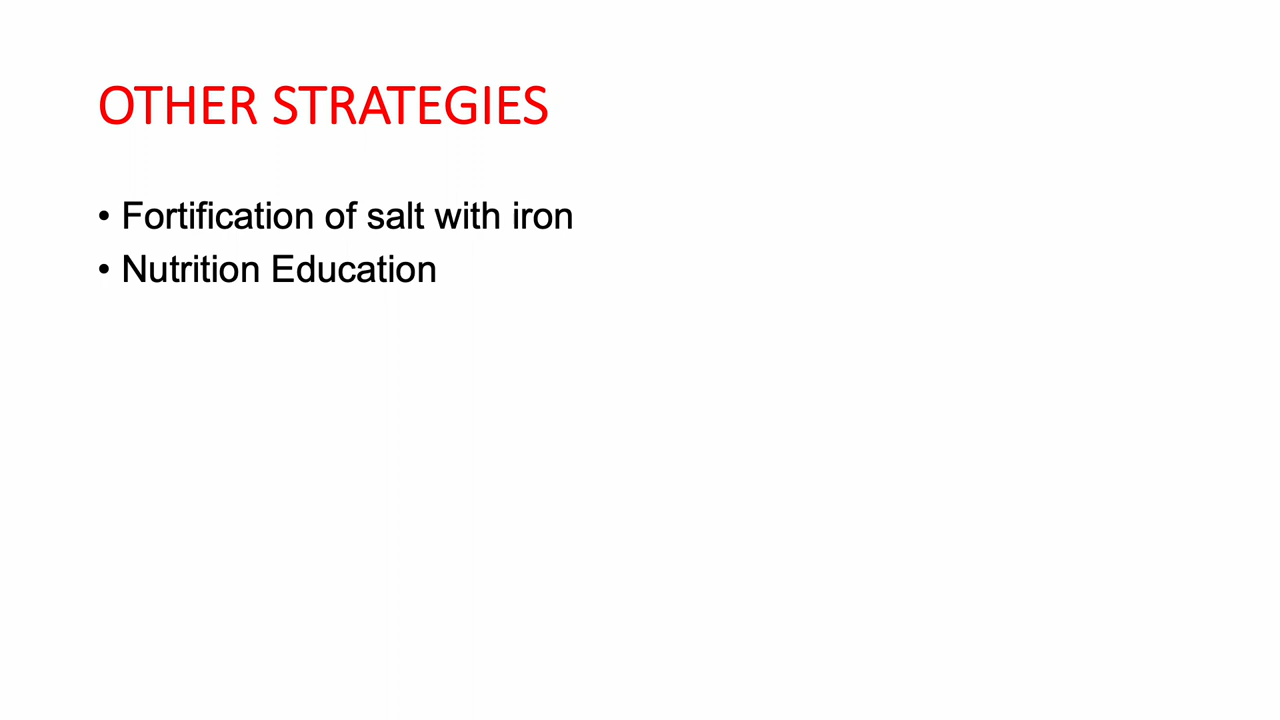 OTHER STRATEGIES
• Fortification of salt with iron
• Nutrition Education